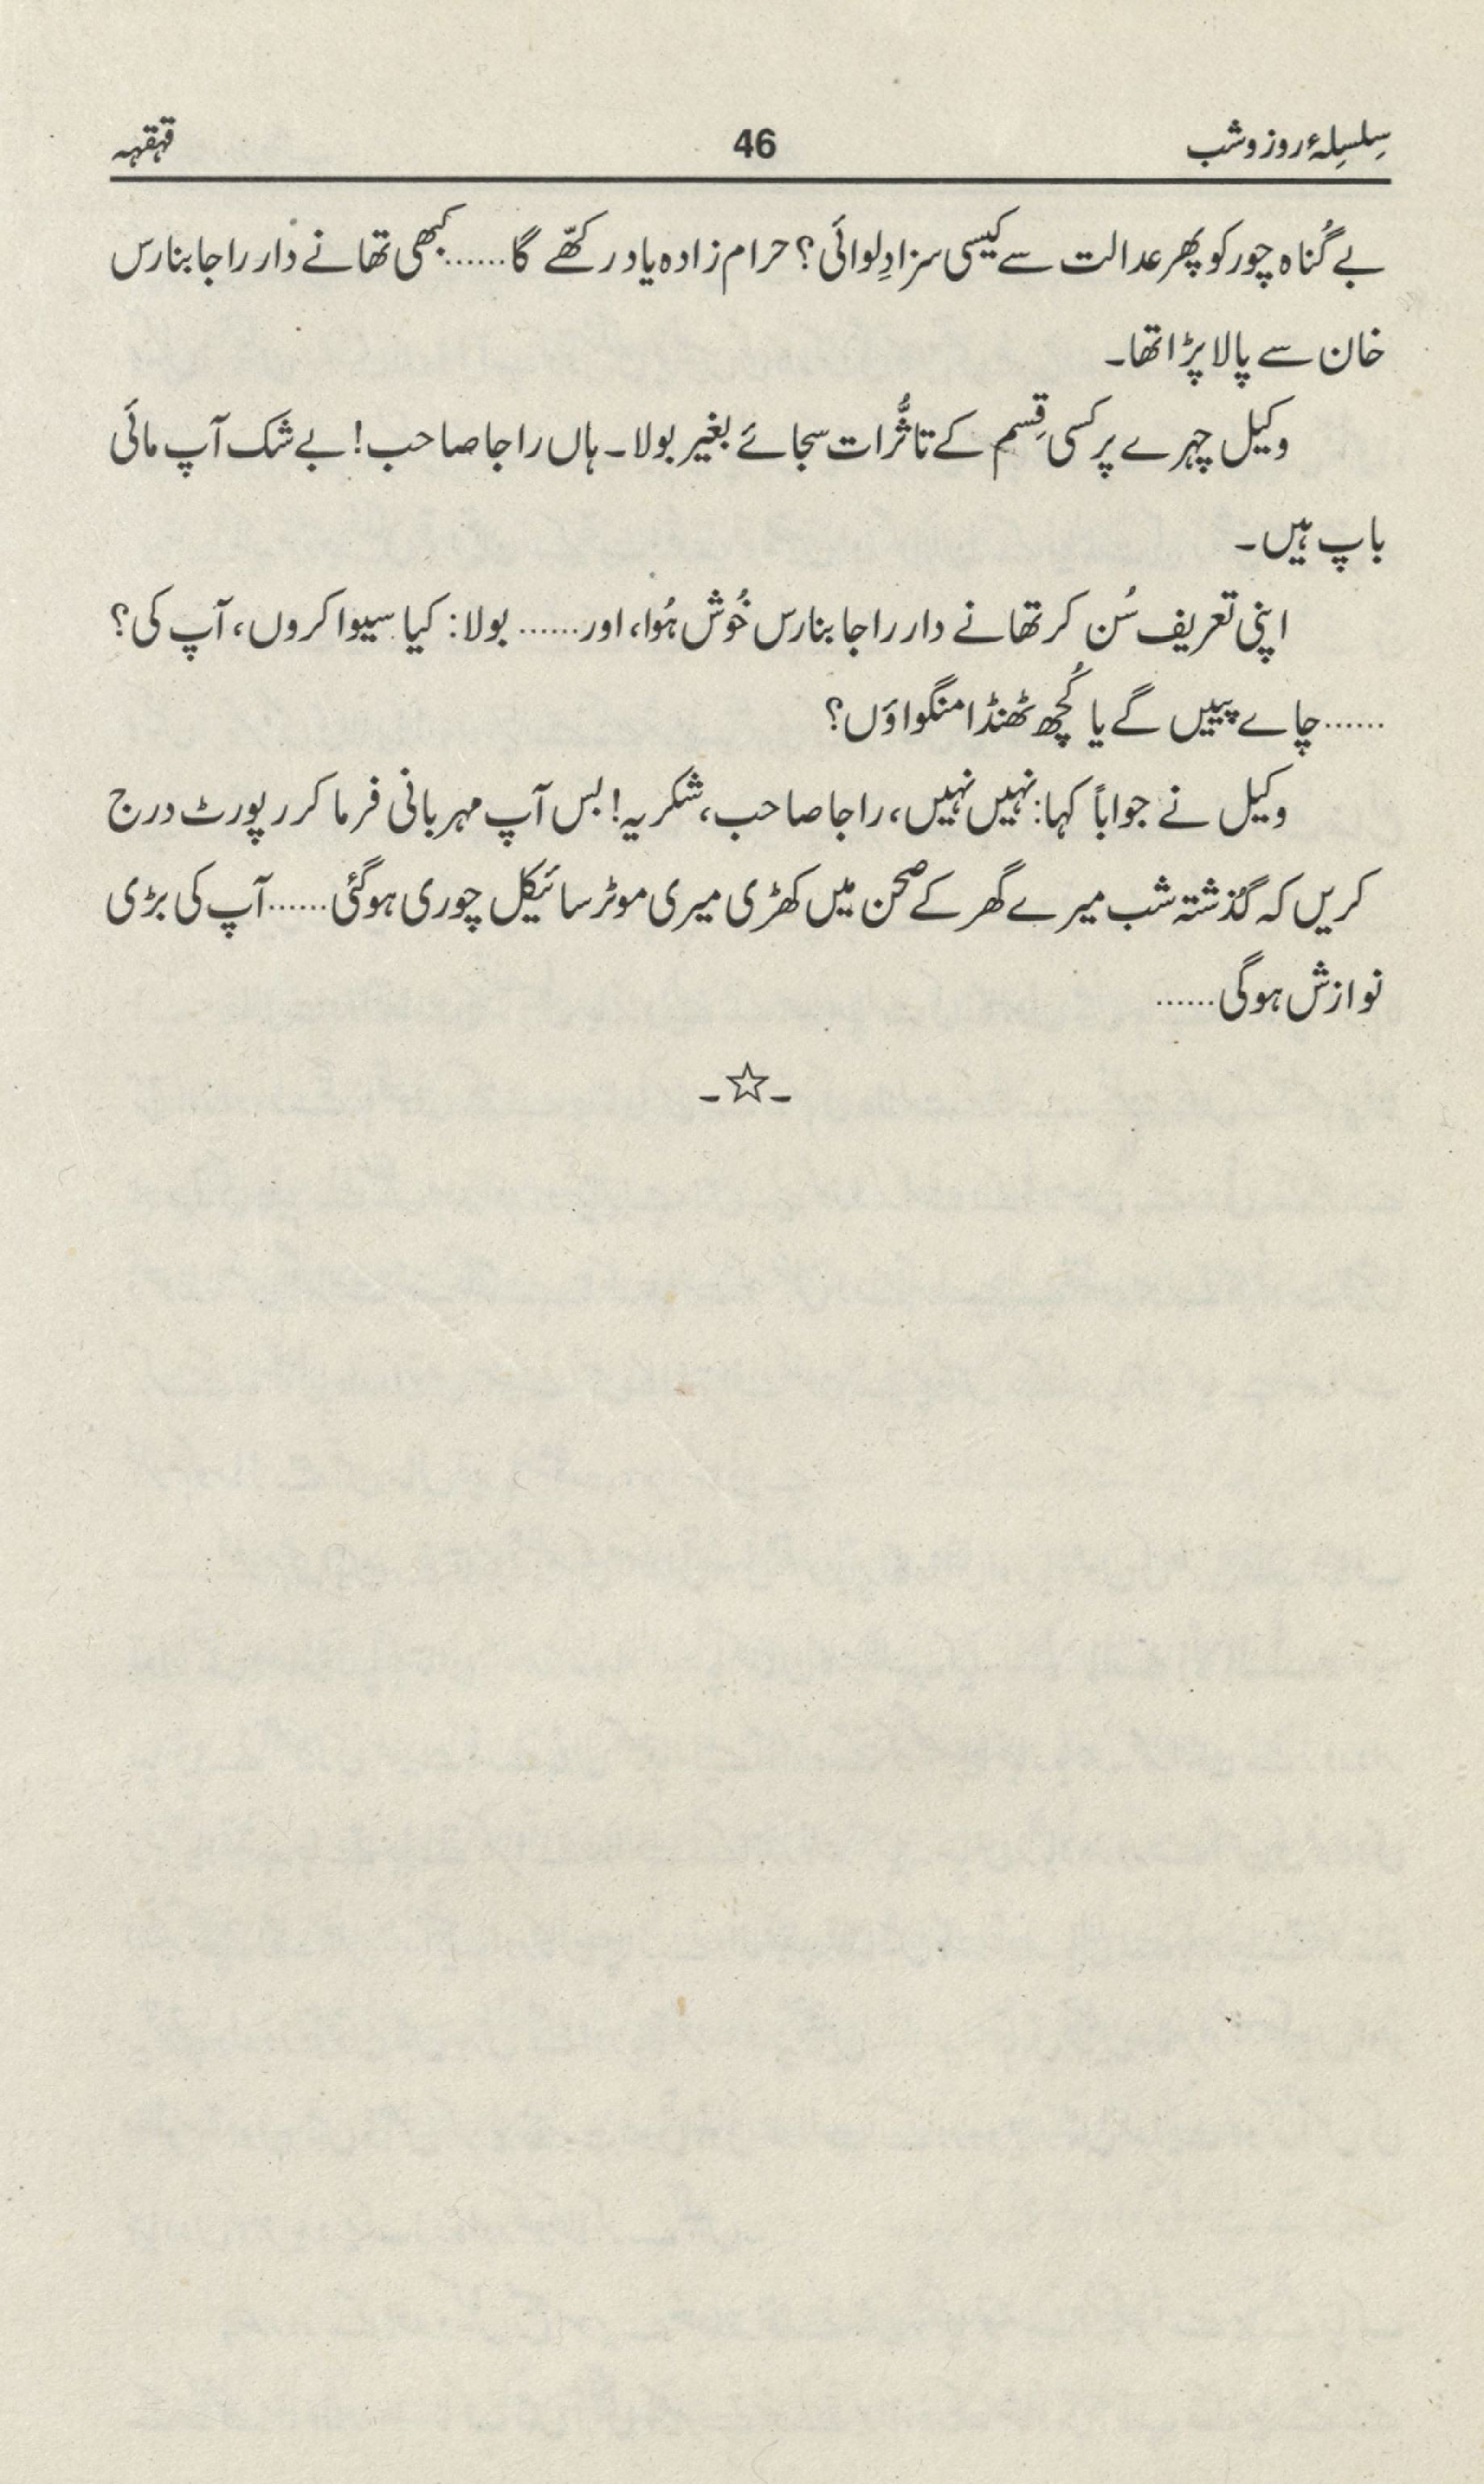 سِلسِلۂ روز و شب 46 قہقہہ
بے گُناہ چور کو پھر عدالت سے کیسی سزا دِلوائی؟ حرام زادہ یاد رکھّے گا......کبھی تھانے دار راجا بنارس
خان سے پالا پڑا تھا۔
وکیل چہرے پر کسی قِسم کے تاثُّرات سجائے بغیر بولا۔ ہاں راجا صاحب! بے شک آپ مائی
باپ ہیں۔
اپنی تعریف سُن کر تھانے دار راجا بنارس خُوش ہُوا، اور...... بولا: کیا سیوا کروں، آپ کی؟
......چاے پییں گے یا کُچھ ٹھنڈا منگواؤں؟
وکیل نے جواباً کہا: نہیں نہیں، راجا صاحب، شکریہ! بس آپ مہربانی فرما کر رپورٹ درج
کریں کہ گذشتہ شب میرے گھر کے صحن میں کھڑی میری موٹر سائیکل چوری ہو گئی......آپ کی بڑی
نوازش ہو گی......
-☆-